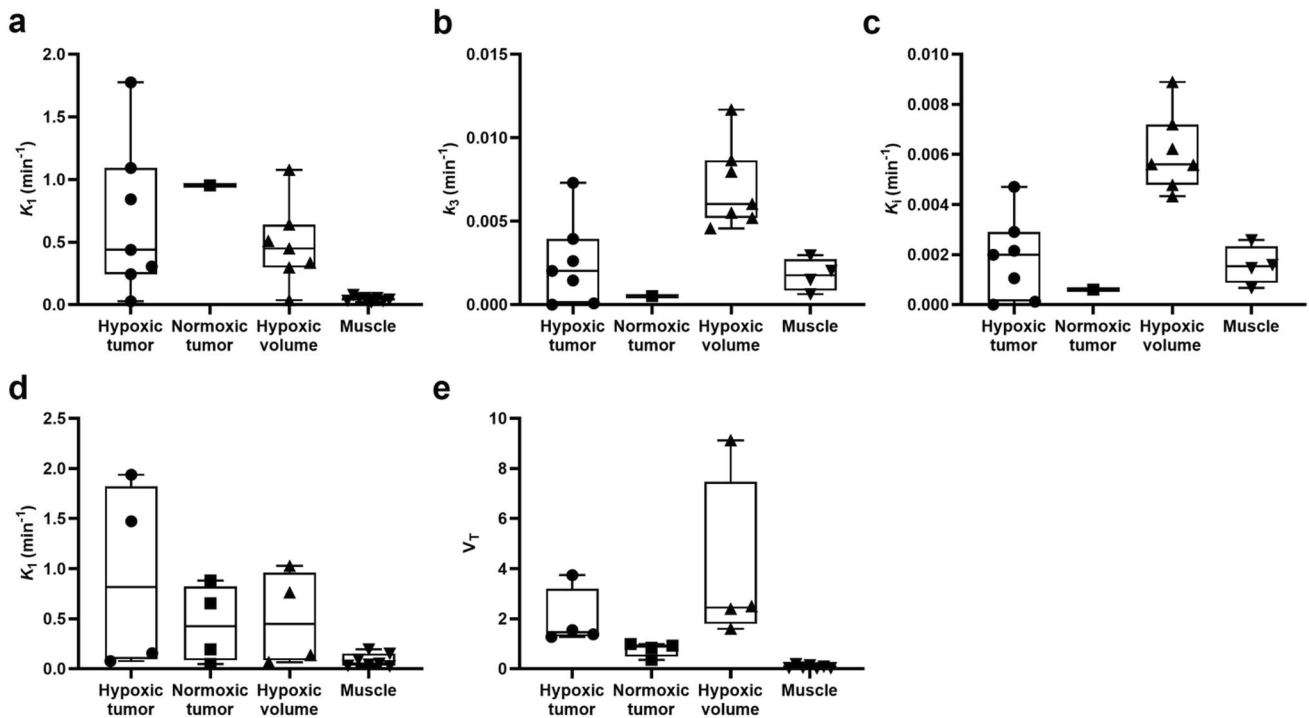 a
K1 (min-1)
2.0
1.5
1.0
0.5
0.0
Hypoxic tumor
Normoxic tumor
Hypoxic volume
Muscle
b
k3 (min-1)
0.015
0.010
0.005
0.000
Hypoxic tumor
Normoxic tumor
Hypoxic volume
Muscle
c
Ki (min-1)
0.010
0.008
0.006
0.004
0.002
0.000
Hypoxic tumor
Normoxic tumor
Hypoxic volume
Muscle
d
K1 (min-1)
2.5
2.0
1.5
1.0
0.5
0.0
Hypoxic tumor
Normoxic tumor
Hypoxic volume
Muscle
e
VT
10
8
6
4
2
0
Hypoxic tumor
Normoxic tumor
Hypoxic volume
Muscle